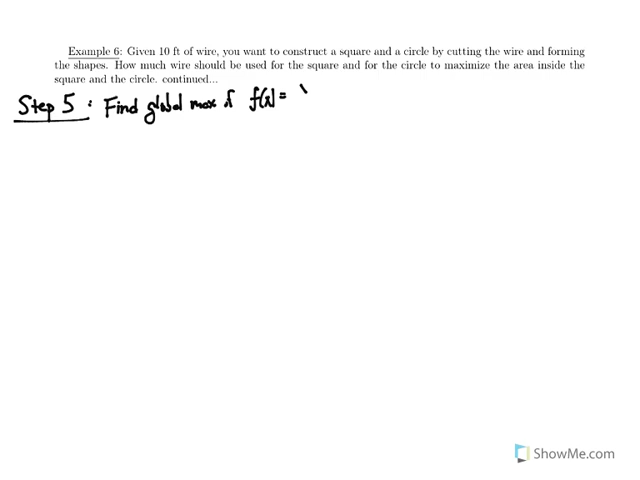 Example 6: Given 10 ft of wire, you want to construct a square and a circle by cutting the wire and forming
the shapes. How much wire should be used for the square and for the circle to maximize the area inside the
square and the circle. continued...
Step 5: Find global max of f(x) =
ShowMe.com